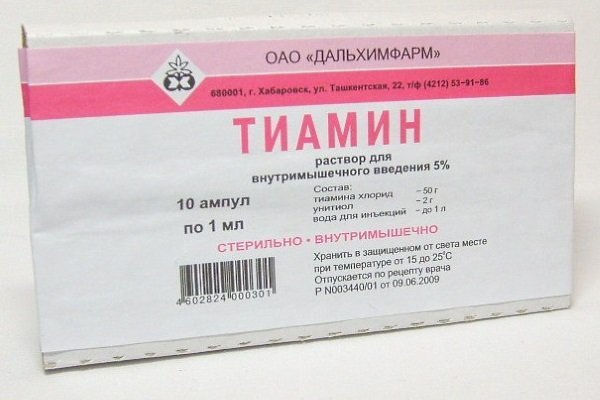 ОАО «ДАЛЬХИМФАРМ»
680001, г. Хабаровск, ул. Ташкентская, 22, т/ф (4212) 53-91-86
ТИАМИН
раствор для
внутримышечного введения 5%
10 ампул
по 1 мл
Состав:
тиамина хлорид – 50 г
унитиол – 2 г
вода для инъекций – до 1 л
СТЕРИЛЬНО • ВНУТРИМЫШЕЧНО
Хранить в защищенном от света месте
при температуре от 15 до 25°С
Отпускается по рецепту врача
Р N003440/01 от 09.06.2009
4 602824 000301